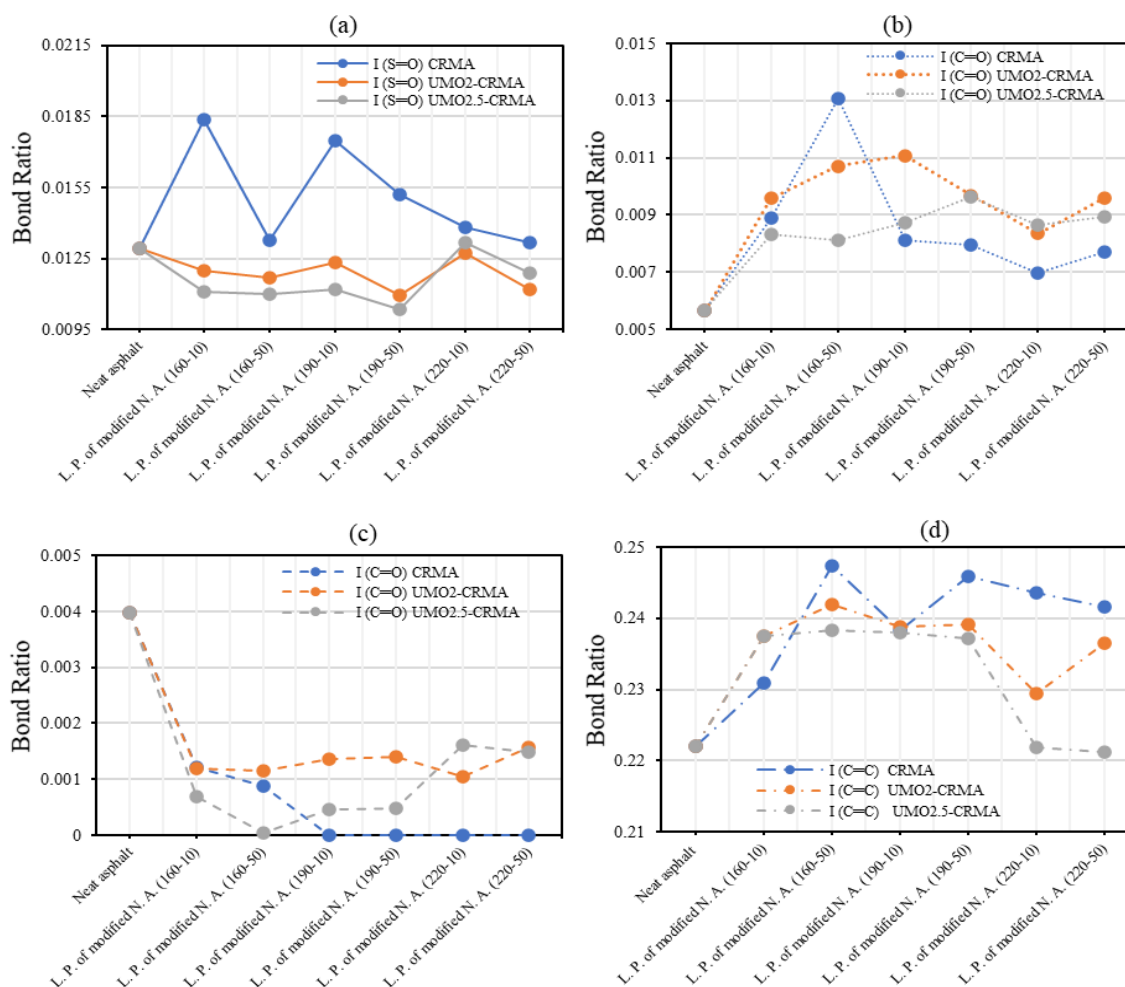 (a)
0.0215
0.0185
0.0155
0.0125
0.0095
Bond Ratio
I (S═O) CRMA
I (S═O) UMO2-CRMA
I (S═O) UMO2.5-CRMA
Neat asphalt
L. P. of modified N. A. (160-10)
L. P. of modified N. A. (160-50)
L. P. of modified N. A. (190-10)
L. P. of modified N. A. (190-50)
L. P. of modified N. A. (220-10)
L. P. of modified N. A. (220-50)
(b)
0.015
0.013
0.011
0.009
0.007
0.005
Bond Ratio
I (C═O) CRMA
I (C═O) UMO2-CRMA
I (C═O) UMO2.5-CRMA
Neat asphalt
L. P. of modified N. A. (160-10)
L. P. of modified N. A. (160-50)
L. P. of modified N. A. (190-10)
L. P. of modified N. A. (190-50)
L. P. of modified N. A. (220-10)
L. P. of modified N. A. (220-50)
(c)
0.005
0.004
0.003
0.002
0.001
0
Bond Ratio
I (C═O) CRMA
I (C═O) UMO2-CRMA
I (C═O) UMO2.5-CRMA
Neat asphalt
L. P. of modified N. A. (160-10)
L. P. of modified N. A. (160-50)
L. P. of modified N. A. (190-10)
L. P. of modified N. A. (190-50)
L. P. of modified N. A. (220-10)
L. P. of modified N. A. (220-50)
(d)
0.25
0.24
0.23
0.22
0.21
Bond Ratio
I (C═C) CRMA
I (C═C) UMO2-CRMA
I (C═C) UMO2.5-CRMA
Neat asphalt
L. P. of modified N. A. (160-10)
L. P. of modified N. A. (160-50)
L. P. of modified N. A. (190-10)
L. P. of modified N. A. (190-50)
L. P. of modified N. A. (220-10)
L. P. of modified N. A. (220-50)